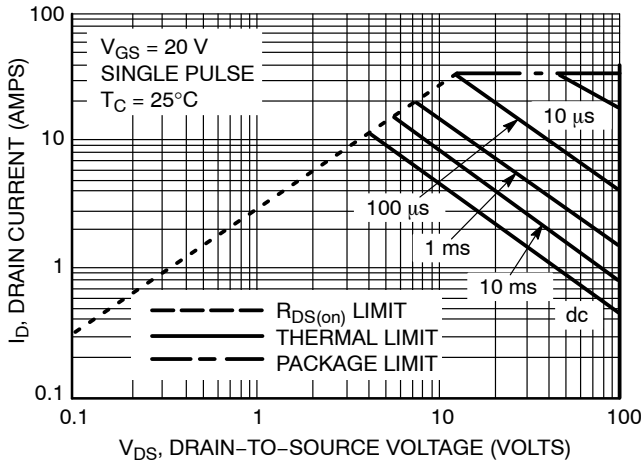 100
10
1
0.1
I_D, DRAIN CURRENT (AMPS)
V_GS = 20 V
SINGLE PULSE
T_C = 25°C
10 µs
100 µs
1 ms
10 ms
dc
R_DS(on) LIMIT
THERMAL LIMIT
PACKAGE LIMIT
0.1 1 10 100
V_DS, DRAIN−TO−SOURCE VOLTAGE (VOLTS)